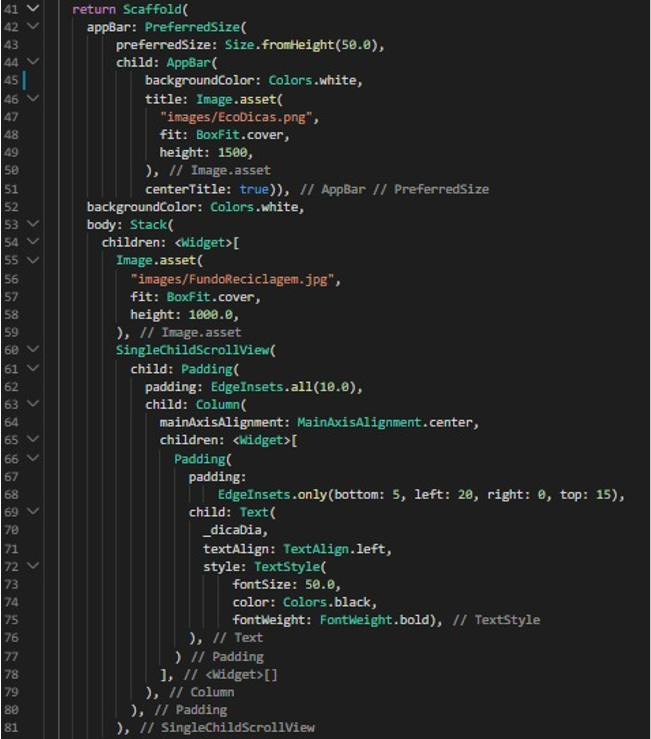 41 return Scaffold(
42 appBar: PreferredSize(
43 preferredSize: Size.fromHeight(50.0),
44 child: AppBar(
45 backgroundColor: Colors.white,
46 title: Image.asset(
47 "images/EcoDicas.png",
48 fit: BoxFit.cover,
49 height: 1500,
50 ), // Image.asset
51 centerTitle: true)), // AppBar // PreferredSize
52 backgroundColor: Colors.white,
53 body: Stack(
54 children: <Widget>[
55 Image.asset(
56 "images/FundoReciclagem.jpg",
57 fit: BoxFit.cover,
58 height: 1000.0,
59 ), // Image.asset
60 SingleChildScrollView(
61 child: Padding(
62 padding: EdgeInsets.all(10.0),
63 child: Column(
64 mainAxisAlignment: MainAxisAlignment.center,
65 children: <Widget>[
66 Padding(
67 padding:
68 EdgeInsets.only(bottom: 5, left: 20, right: 0, top: 15),
69 child: Text(
70 _dicaDia,
71 textAlign: TextAlign.left,
72 style: TextStyle(
73 fontSize: 50.0,
74 color: Colors.black,
75 fontWeight: FontWeight.bold), // TextStyle
76 ), // Text
77 ) // Padding
78 ], // <Widget>[]
79 ), // Column
80 ), // Padding
81 ), // SingleChildScrollView